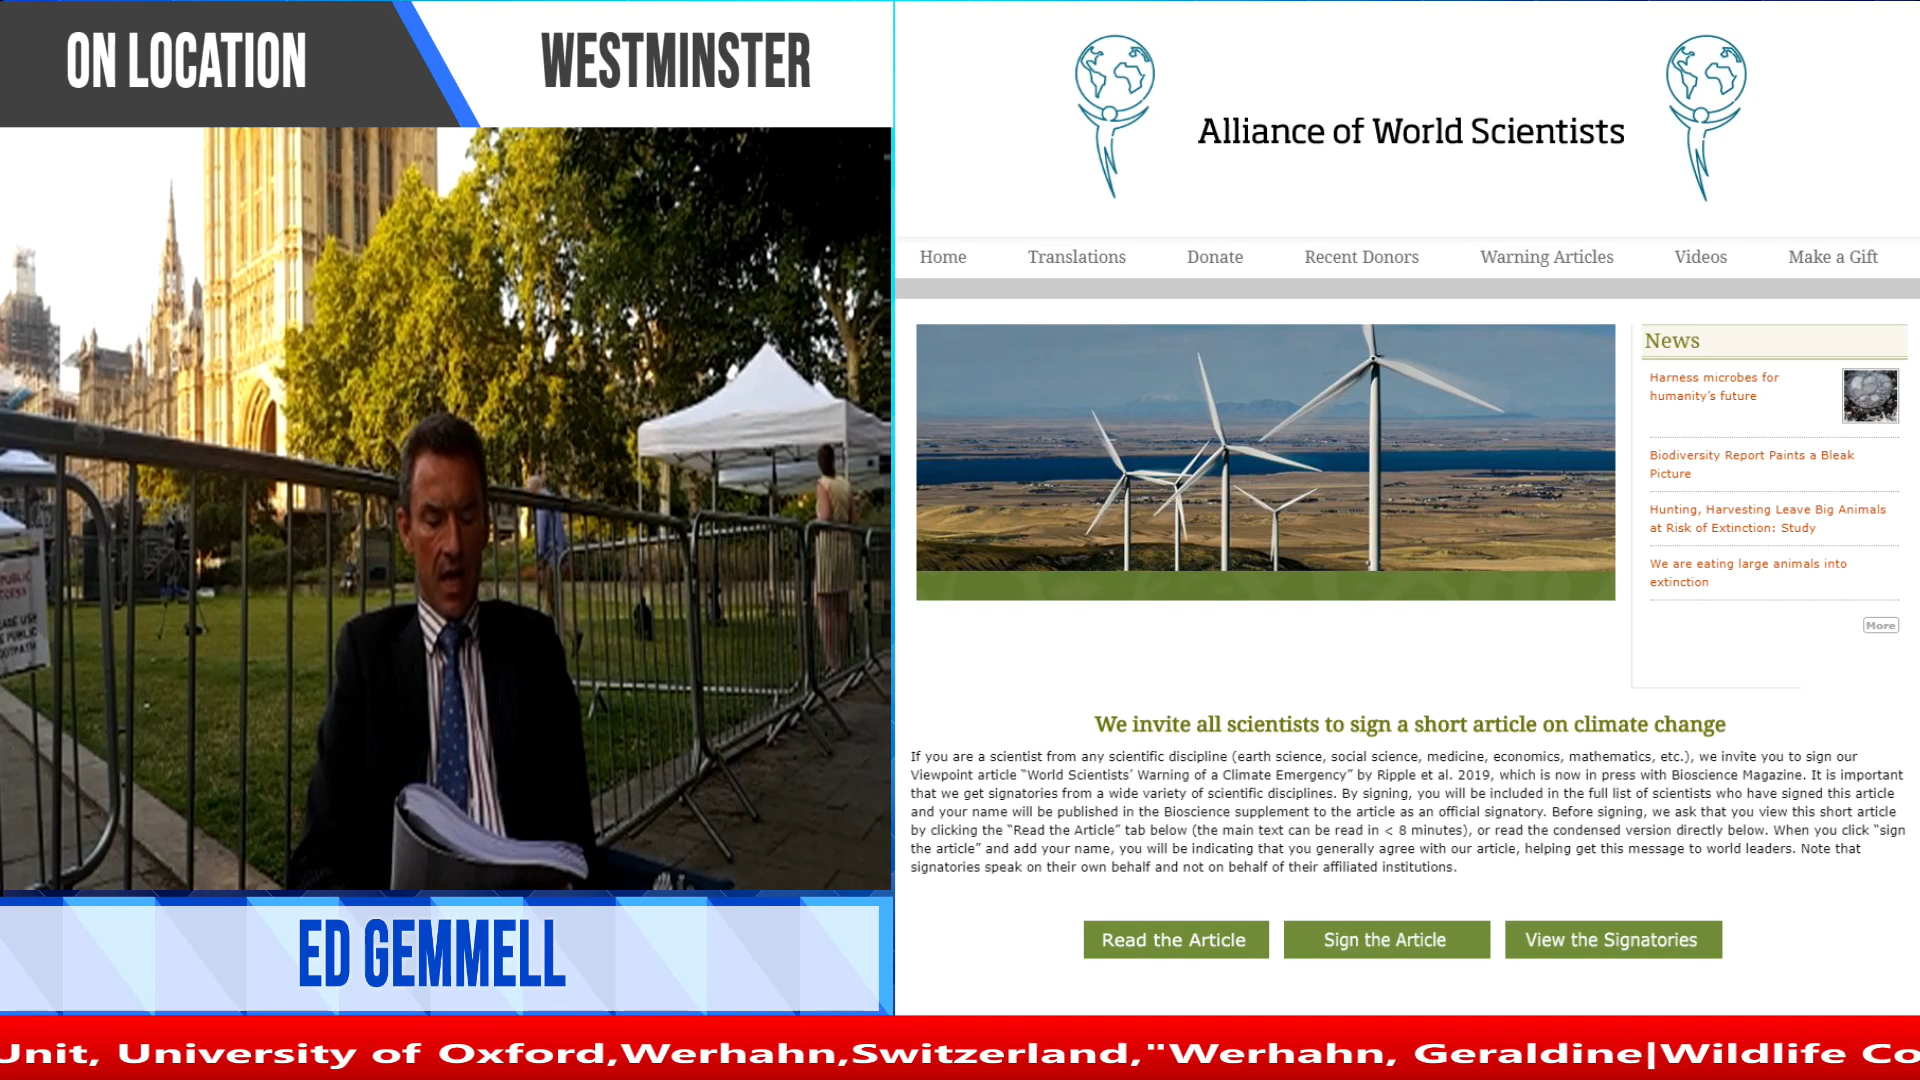 ON LOCATION
WESTMINSTER
PUBLIC
ACCESS
PLEASE USE
PUBLIC
FOOTPATH
ED GEMMELL
Alliance of World Scientists
Home Translations Donate Recent Donors Warning Articles Videos Make a Gift
News
Harness microbes for
humanity's future
Biodiversity Report Paints a Bleak
Picture
Hunting, Harvesting Leave Big Animals
at Risk of Extinction: Study
We are eating large animals into
extinction
More
We invite all scientists to sign a short article on climate change
If you are a scientist from any scientific discipline (earth science, social science, medicine, economics, mathematics, etc.), we invite you to sign our
Viewpoint article “World Scientists’ Warning of a Climate Emergency” by Ripple et al. 2019, which is now in press with Bioscience Magazine. It is important
that we get signatories from a wide variety of scientific disciplines. By signing, you will be included in the full list of scientists who have signed this article
and your name will be published in the Bioscience supplement to the article as an official signatory. Before signing, we ask that you view this short article
by clicking the “Read the Article” tab below (the main text can be read in < 8 minutes), or read the condensed version directly below. When you click “sign
the article” and add your name, you will be indicating that you generally agree with our article, helping get this message to world leaders. Note that
signatories speak on their own behalf and not on behalf of their affiliated institutions.
Read the Article Sign the Article View the Signatories
Unit, University of Oxford,Werhahn,Switzerland,"Werhahn, Geraldine|Wildlife Co